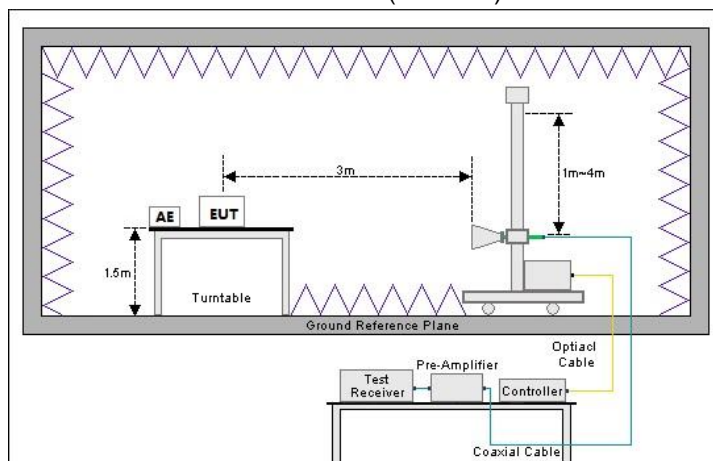 3m
1m~4m
AE
EUT
1.5m
Turntable
Ground Reference Plane
Optiacl
Cable
Pre-Amplifier
Test
Receiver
Controller
Coaxial Cable